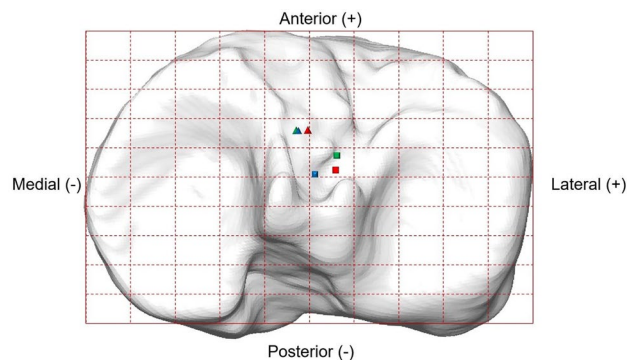 Anterior (+)
Medial (-)
Lateral (+)
Posterior (-)